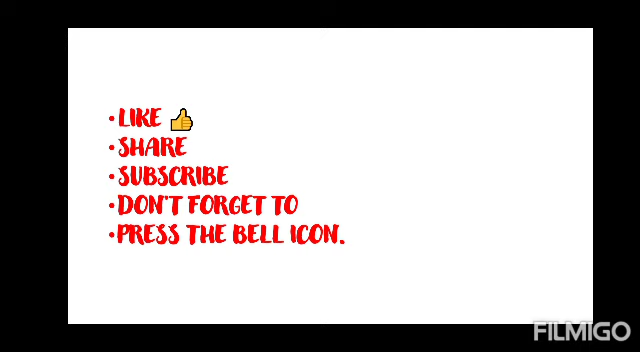 •LIKE 👍
•SHARE
•SUBSCRIBE
•DON'T FORGET TO
•PRESS THE BELL ICON.
FILMIGO